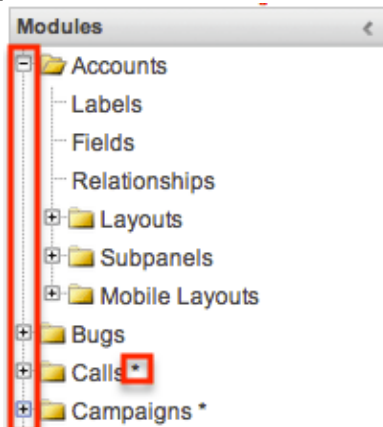 Modules
Accounts
Labels
Fields
Relationships
Layouts
Subpanels
Mobile Layouts
Bugs
Calls *
Campaigns *